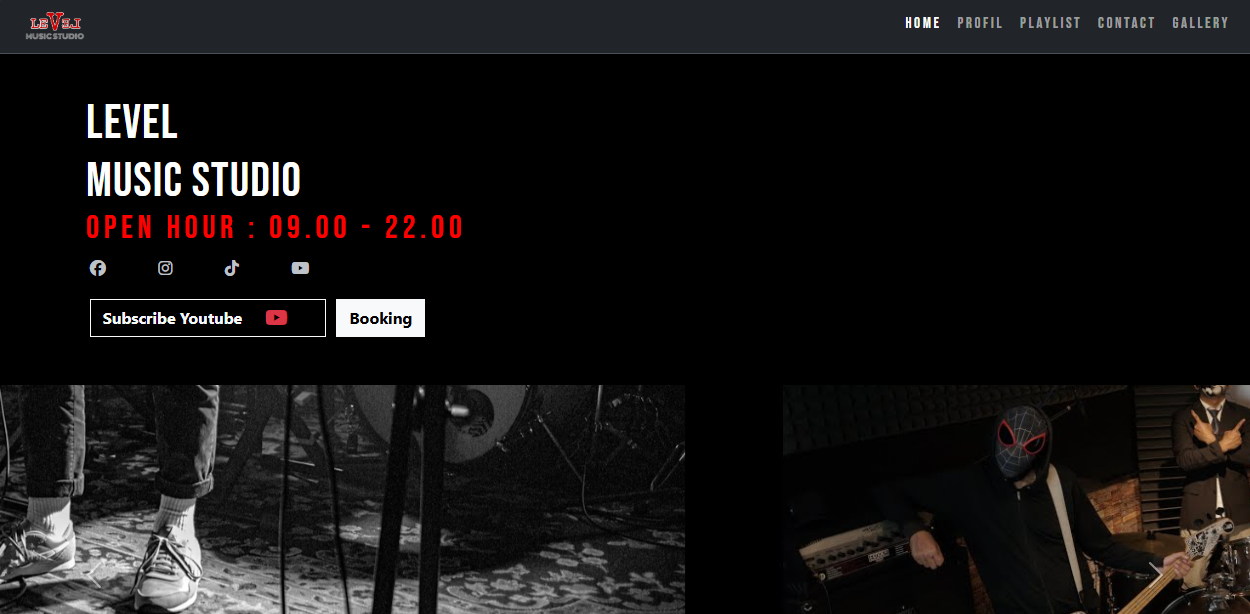 LEVEL
MUSIC STUDIO
HOME PROFIL PLAYLIST CONTACT GALLERY
LEVEL
MUSIC STUDIO
OPEN HOUR : 09.00 - 22.00
Subscribe Youtube
Booking